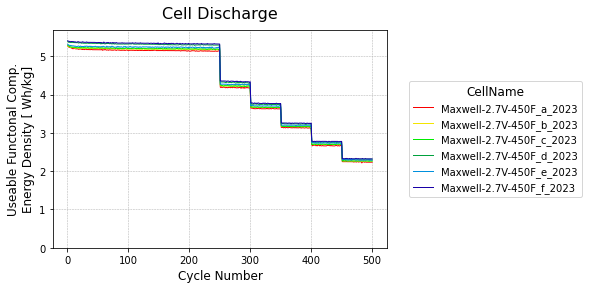 Cell Discharge
Useable Functonal Comp.
Energy Density [ Wh/kg]
5
4
3
2
1
0
0
100
200
300
400
500
Cycle Number
CellName
Maxwell-2.7V-450F_a_2023
Maxwell-2.7V-450F_b_2023
Maxwell-2.7V-450F_c_2023
Maxwell-2.7V-450F_d_2023
Maxwell-2.7V-450F_e_2023
Maxwell-2.7V-450F_f_2023